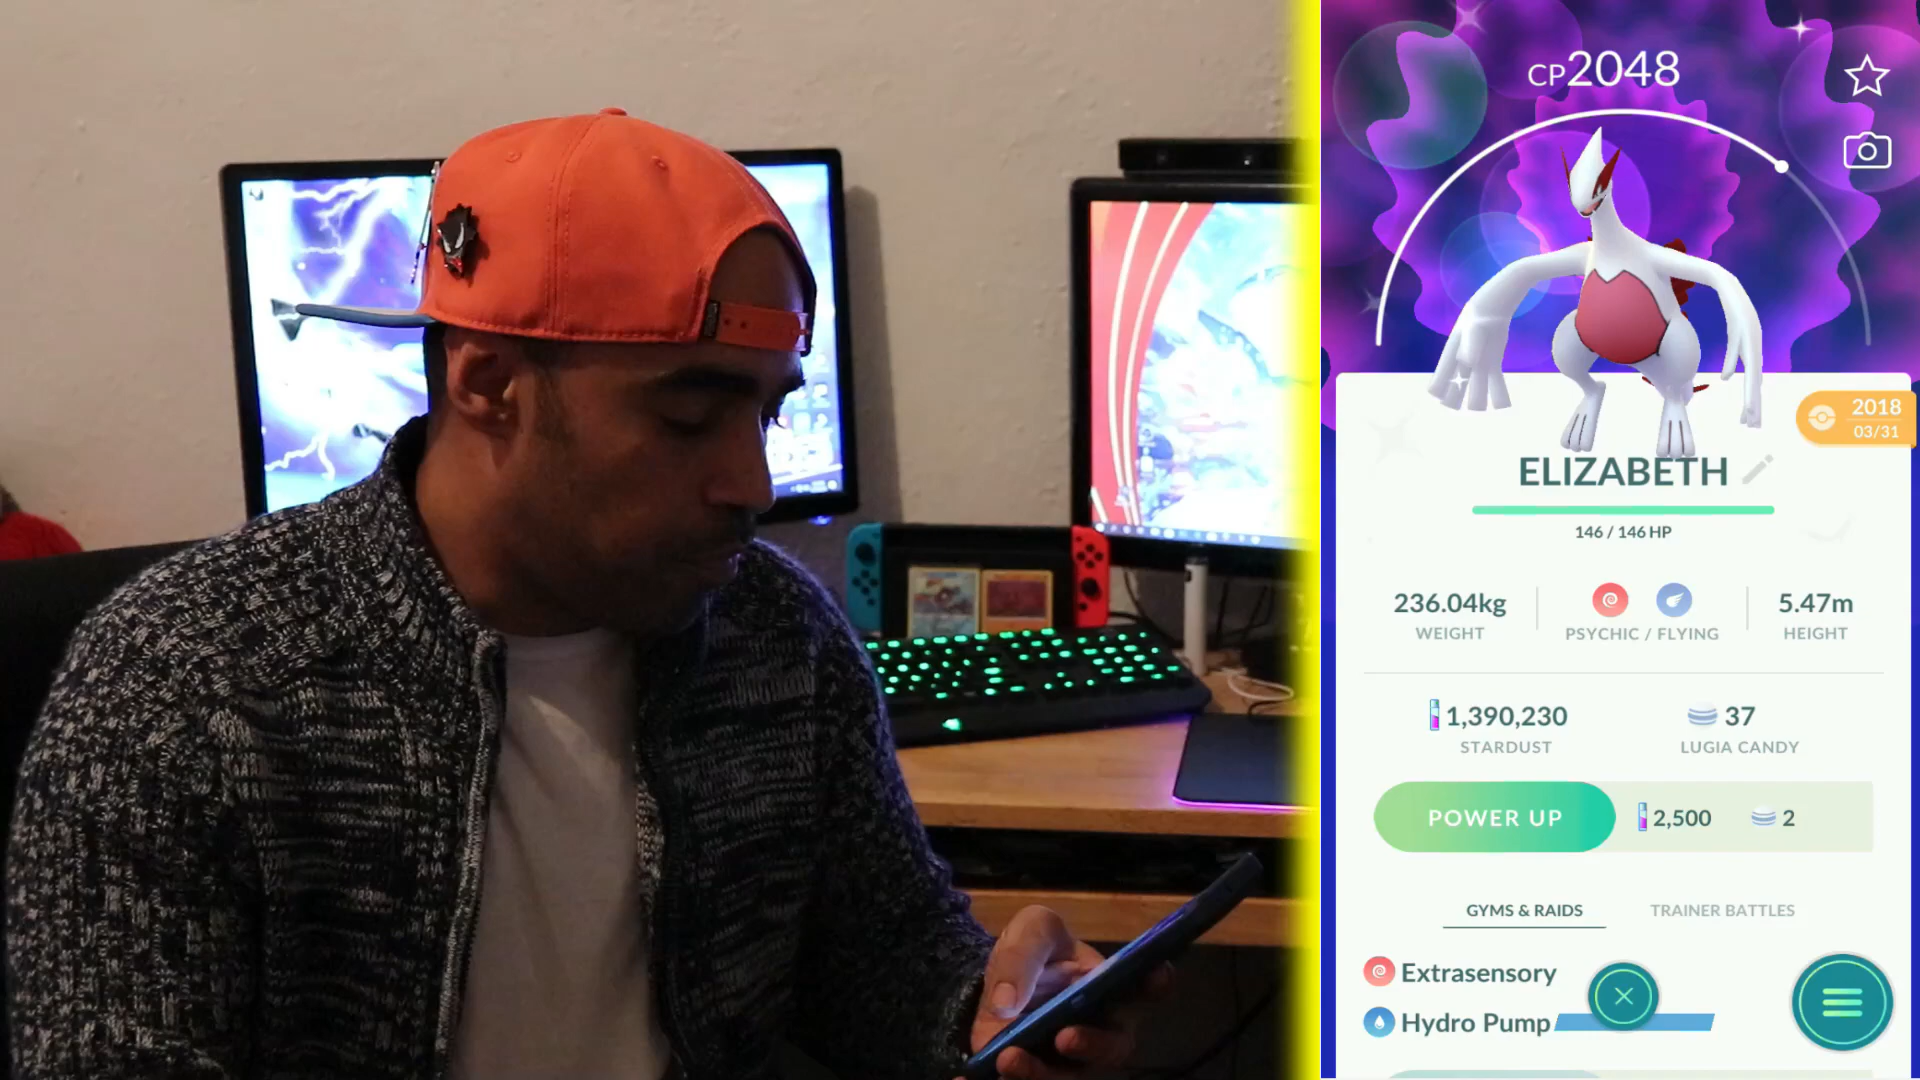 CP2048
2018
03/31
ELIZABETH
146 / 146 HP
236.04kg
WEIGHT
PSYCHIC / FLYING
5.47m
HEIGHT
1,390,230
STARDUST
37
LUGIA CANDY
POWER UP
2,500
2
GYMS & RAIDS
TRAINER BATTLES
Extrasensory
Hydro Pump